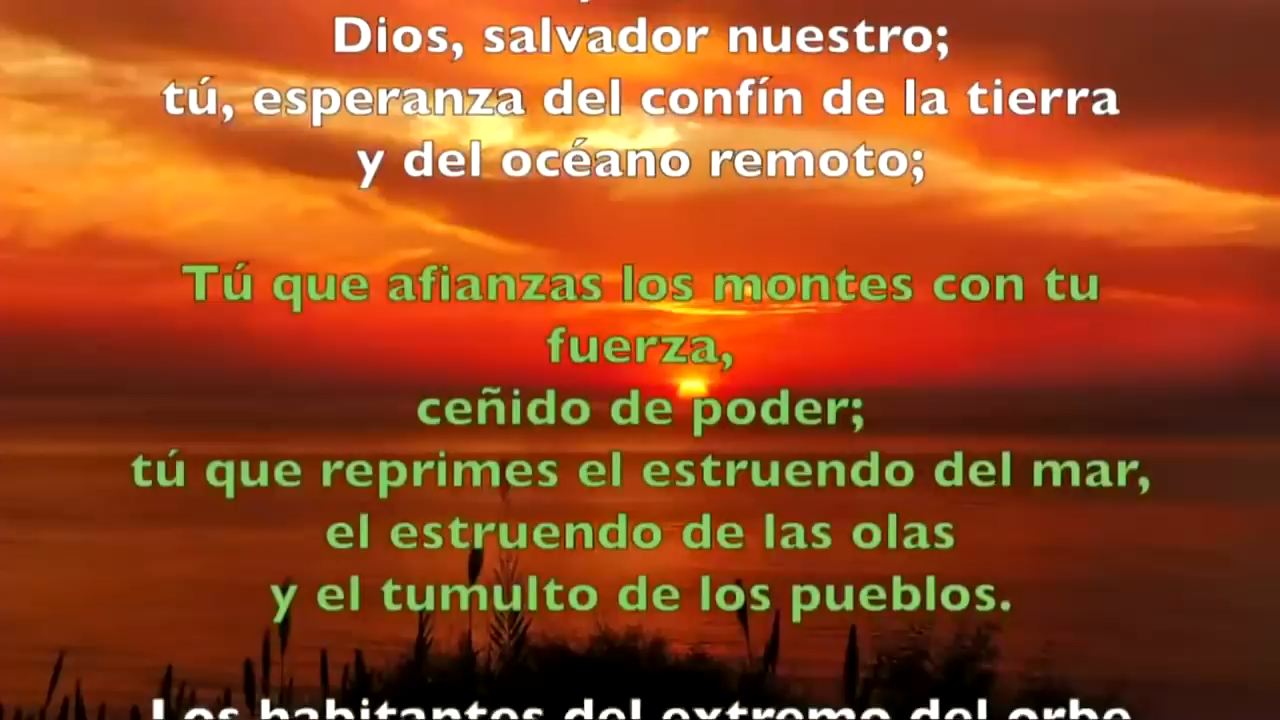 Dios, salvador nuestro;
tú, esperanza del confín de la tierra
y del océano remoto;
Tú que afianzas los montes con tu
fuerza,
ceñido de poder;
tú que reprimes el estruendo del mar,
el estruendo de las olas
y el tumulto de los pueblos.
Los habitantes del extremo del orbe